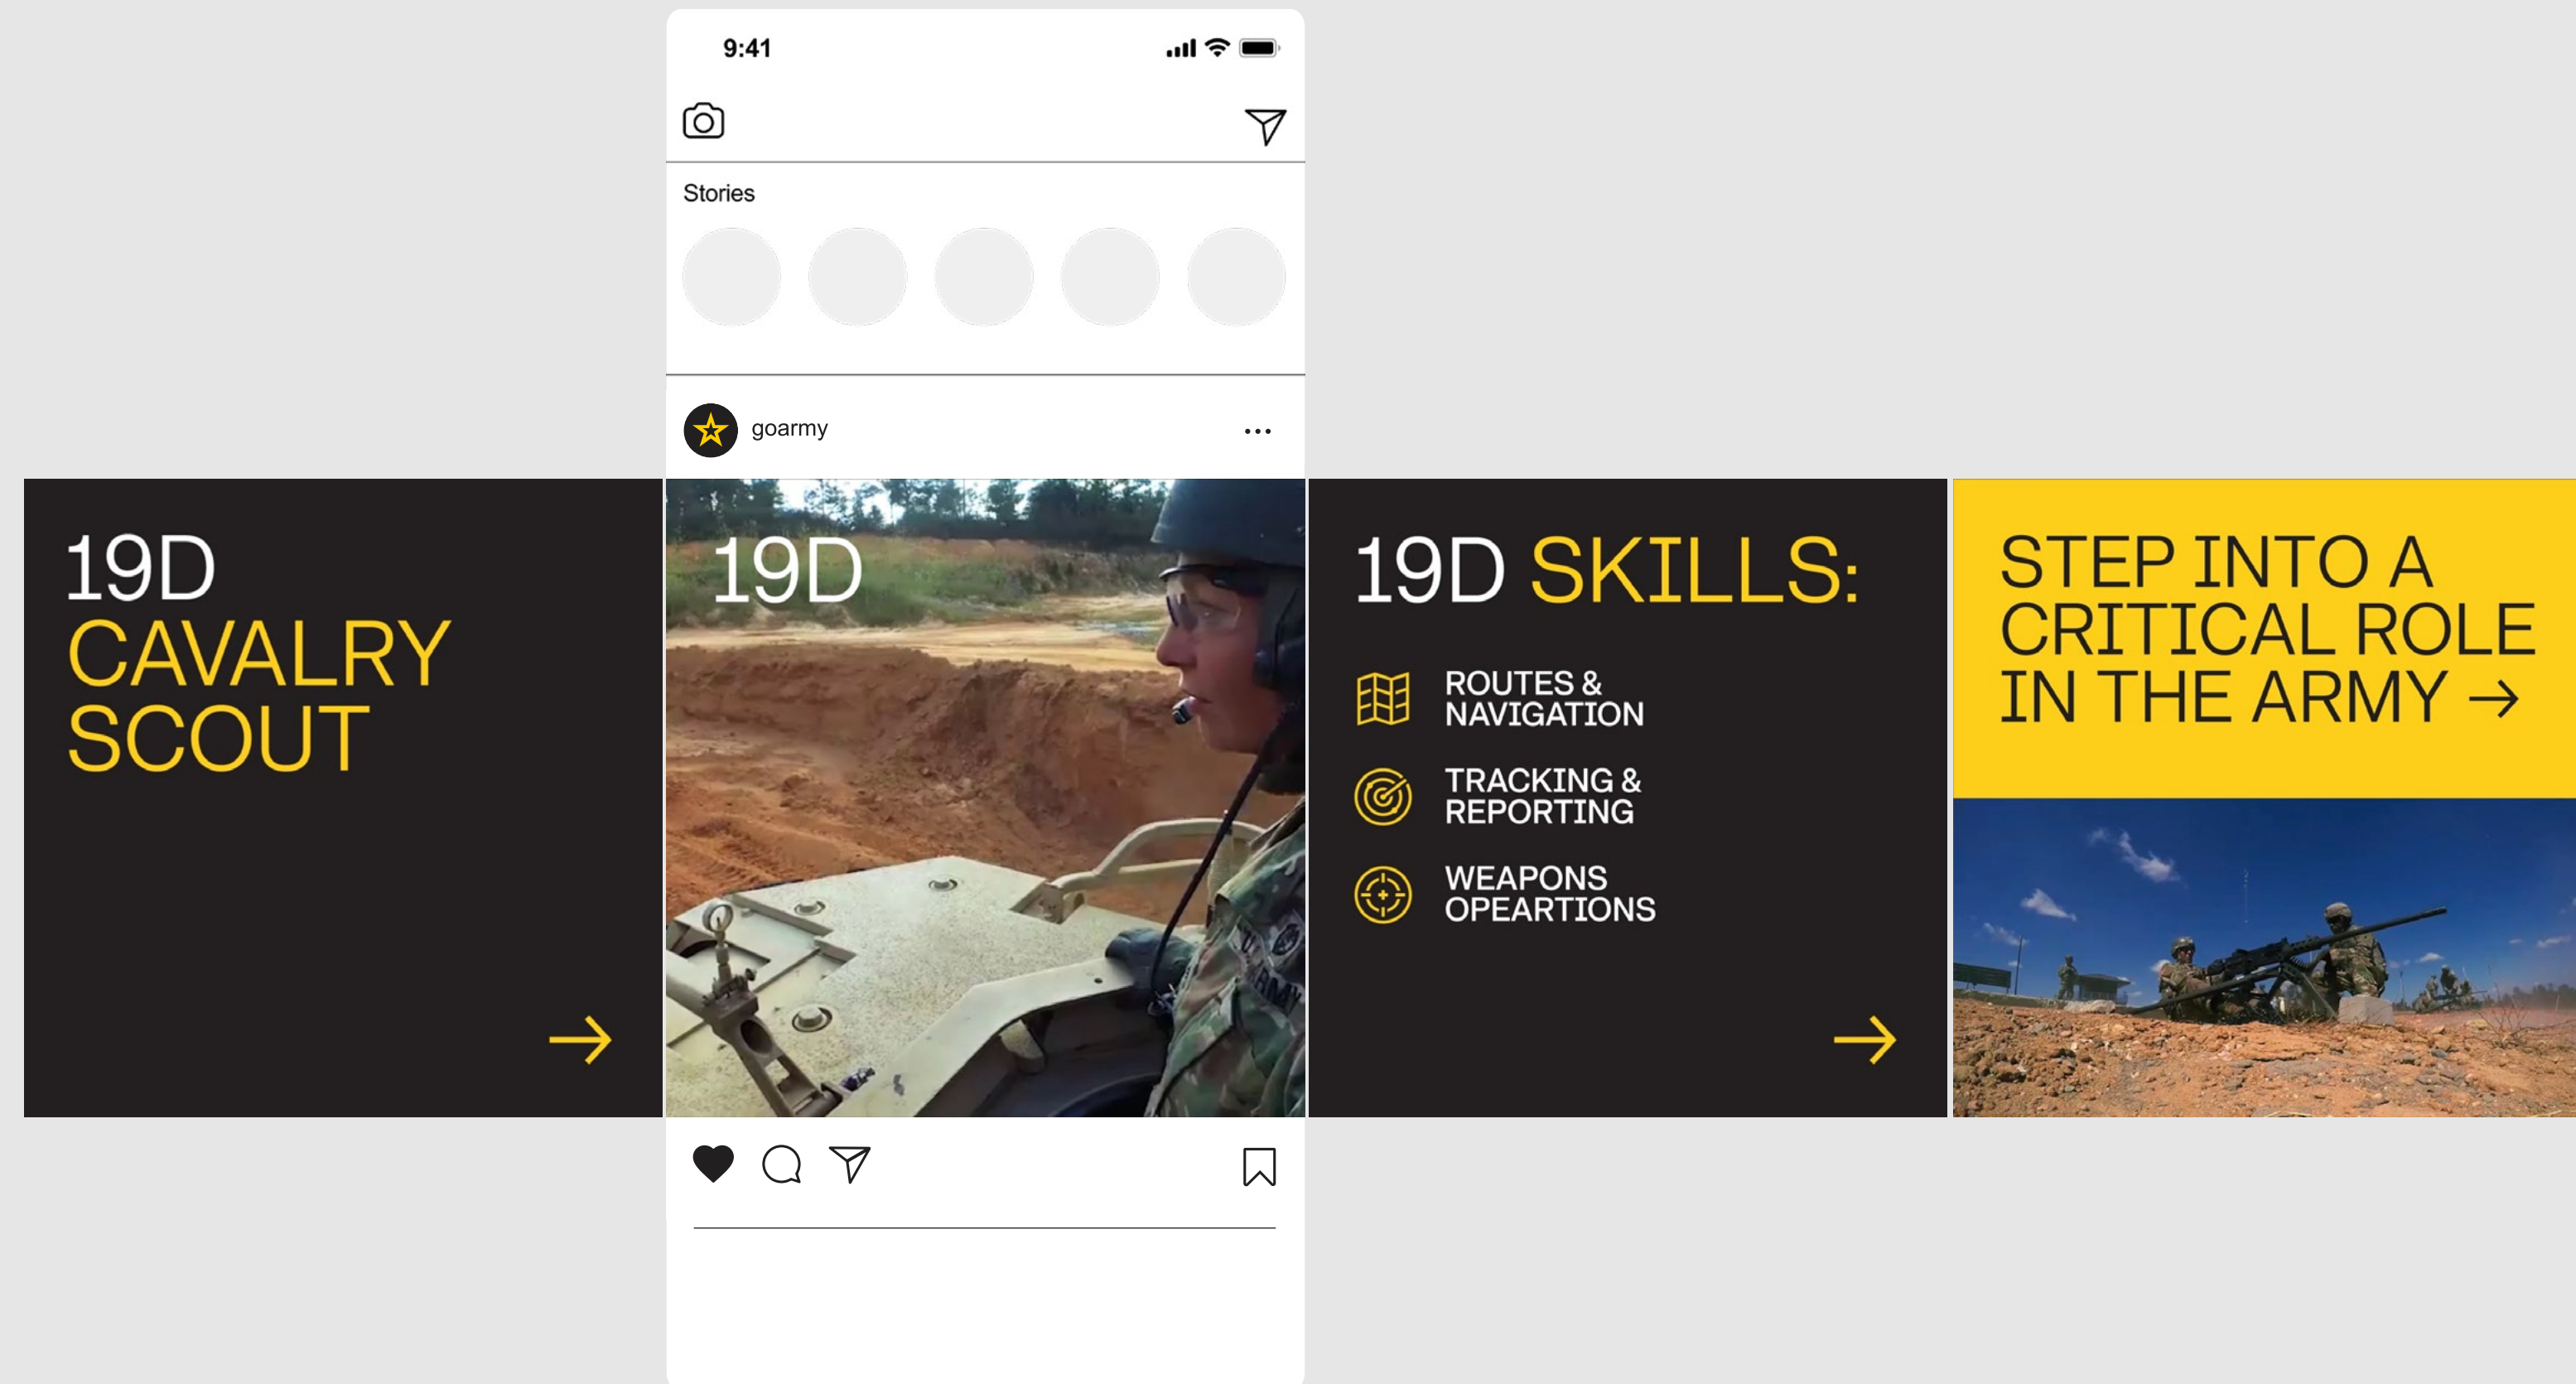 9:41
Stories
goarmy
19D
CAVALRY
SCOUT
19D
19D SKILLS:
ROUTES &
NAVIGATION
TRACKING &
REPORTING
WEAPONS
OPEARTIONS
STEP INTO A
CRITICAL ROLE
IN THE ARMY →